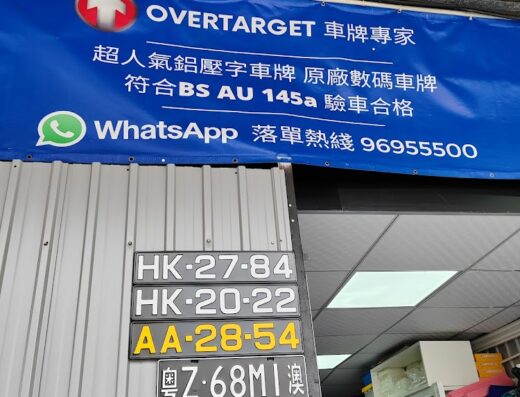 OVERTARGET 車牌專家
超人氣鋁壓字車牌 原廠數碼車牌
符合BS AU 145a 驗車合格
WhatsApp 落單熱綫 96955500
HK-27-84
HK-20-22
AA-28-54
粵Z·68M1澳